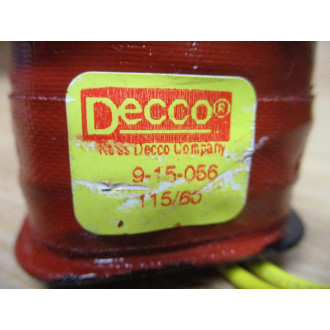 Decco®
Ross Decco Company
9-15-056
115/60